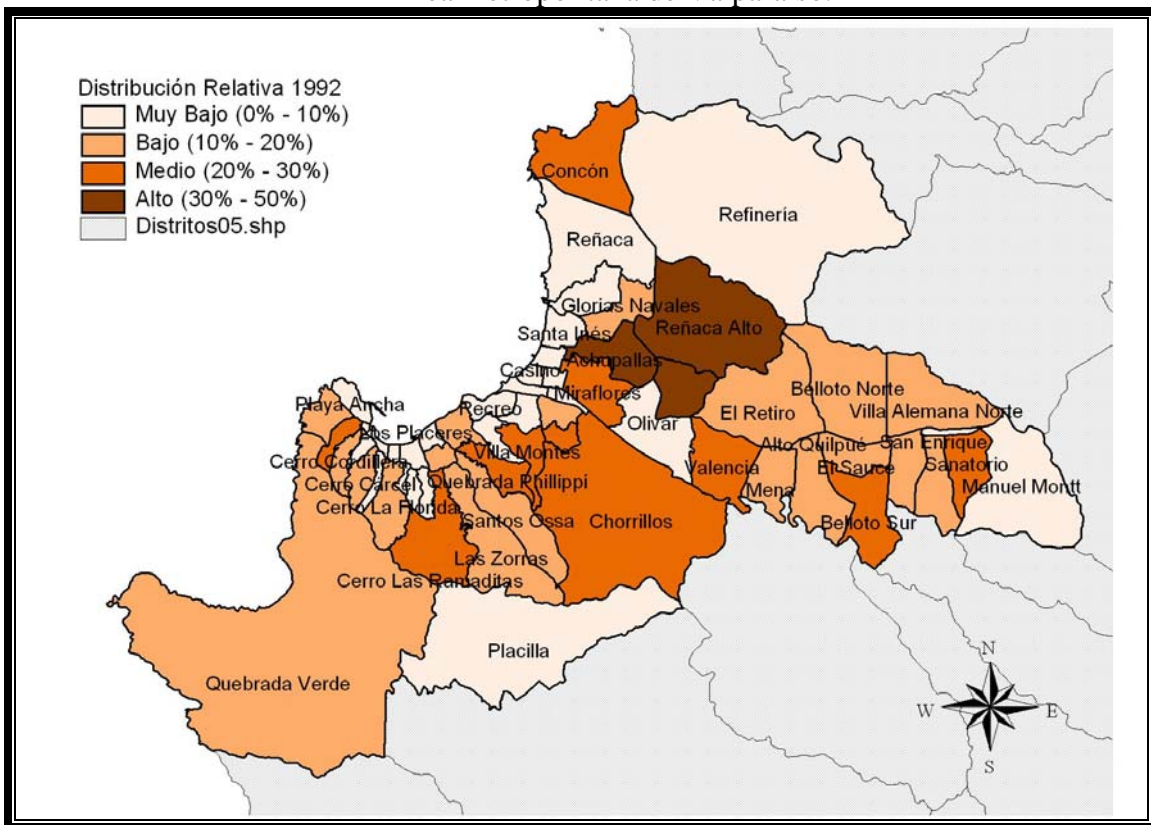 Distribución Relativa 1992
Muy Bajo (0% - 10%)
Bajo (10% - 20%)
Medio (20% - 30%)
Alto (30% - 50%)
Distritos05.shp
Concón
Refinería
Reñaca
Glorias Navales
Santa Inés
Reñaca Alto
Achupallas
Casino
Miraflores
Belloto Norte
Playa Ancha
Recreo
El Retiro
Villa Alemana Norte
Olivar
Los Placeres
Alto Quilpué
San Enrique
Villa Montes
Cerro Cordillera
Valencia
El Sauce
Sanatorio
Cerro Cárcel
Quebrada Phillippi
Mena
Manuel Montt
Cerro La Florida
Santos Ossa
Chorrillos
Belloto Sur
Las Zorras
Cerro Las Ramaditas
Placilla
Quebrada Verde
N
W
E
S